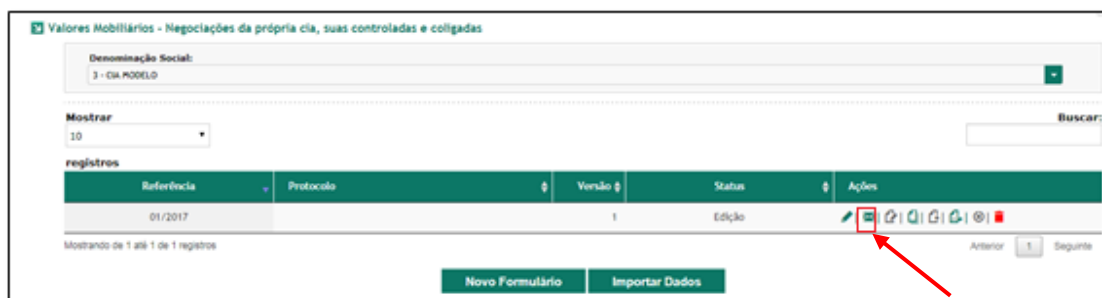 Valores Mobiliários - Negociações da própria cia, suas controladas e coligadas
Denominação Social:
3 - CIA MODELO
Mostrar
Buscar:
10
registros
Referência Protocolo Versão Status Ações
01/2017 1 Edição
Mostrando de 1 até 1 de 1 registros
Anterior 1 Seguinte
Novo Formulário Importar Dados